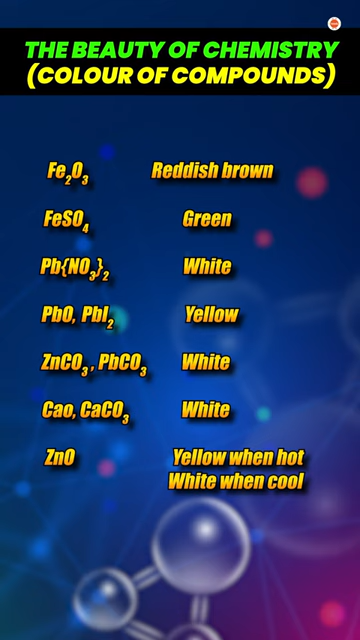 THE BEAUTY OF CHEMISTRY
(COLOUR OF COMPOUNDS)
Fe₂O₃ Reddish brown
FeSO₄ Green
Pb{NO₃}₂ White
PbO, PbI₂ Yellow
ZnCO₃, PbCO₃ White
Cao, CaCO₃ White
ZnO Yellow when hot
White when cool